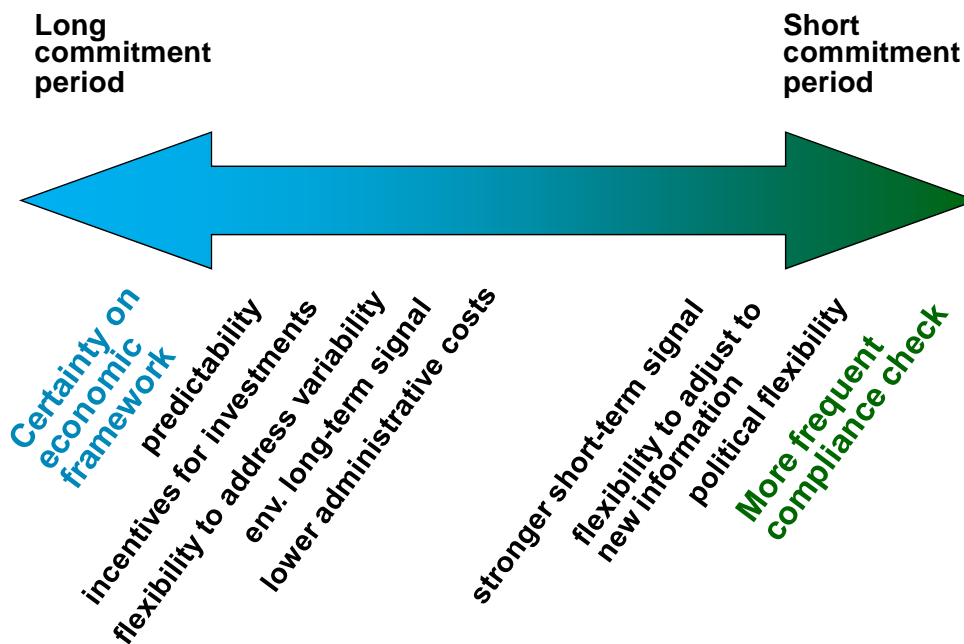 Long
commitment
period
Short
commitment
period
Certainty on
economic
framework
predictability
incentives for investments
flexibility to address variability
env. long-term signal
lower administrative costs
stronger short-term signal
flexibility to adjust to
new information
political flexibility
More frequent
compliance check